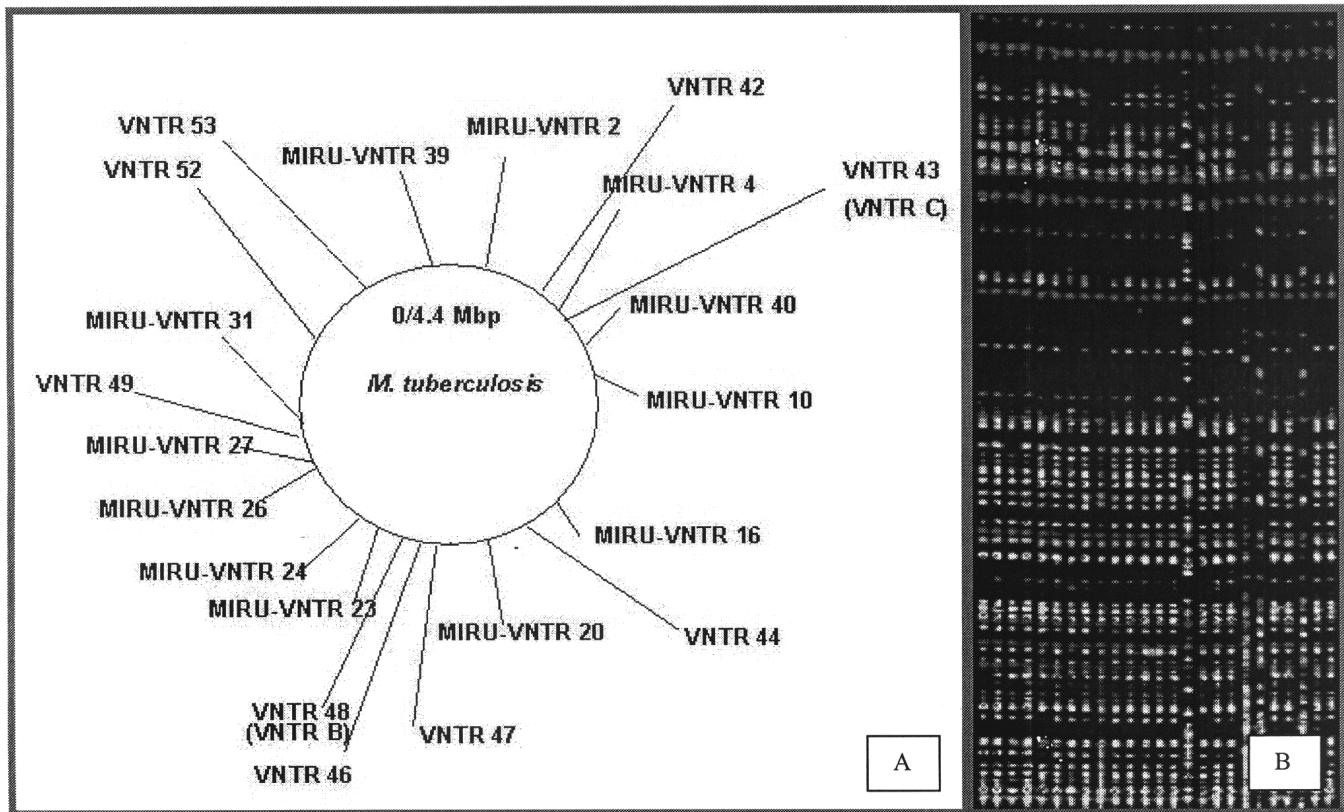 VNTR 42
VNTR 53
MIRU-VNTR 2
MIRU-VNTR 39
VNTR 52
MIRU-VNTR 4
VNTR 43
(VNTR C)
0/4.4 Mbp
MIRU-VNTR 40
MIRU-VNTR 31
VNTR 49
M. tuberculosis
MIRU-VNTR 10
MIRU-VNTR 27
MIRU-VNTR 26
MIRU-VNTR 16
MIRU-VNTR 24
MIRU-VNTR 23
MIRU-VNTR 20
VNTR 44
VNTR 48
(VNTR B)
VNTR 47
VNTR 46
A
B